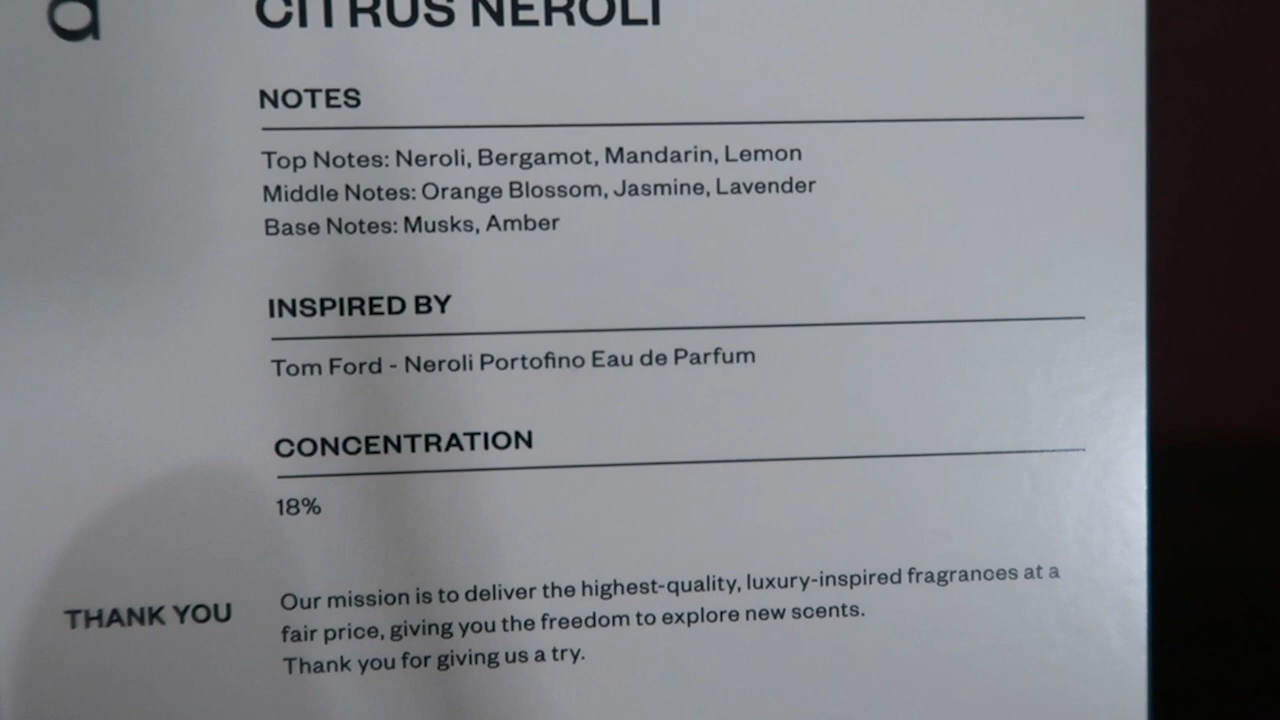 CITRUS NEROLI
NOTES
Top Notes: Neroli, Bergamot, Mandarin, Lemon
Middle Notes: Orange Blossom, Jasmine, Lavender
Base Notes: Musks, Amber
INSPIRED BY
Tom Ford - Neroli Portofino Eau de Parfum
CONCENTRATION
18%
THANK YOU
Our mission is to deliver the highest-quality, luxury-inspired fragrances at a
fair price, giving you the freedom to explore new scents.
Thank you for giving us a try.